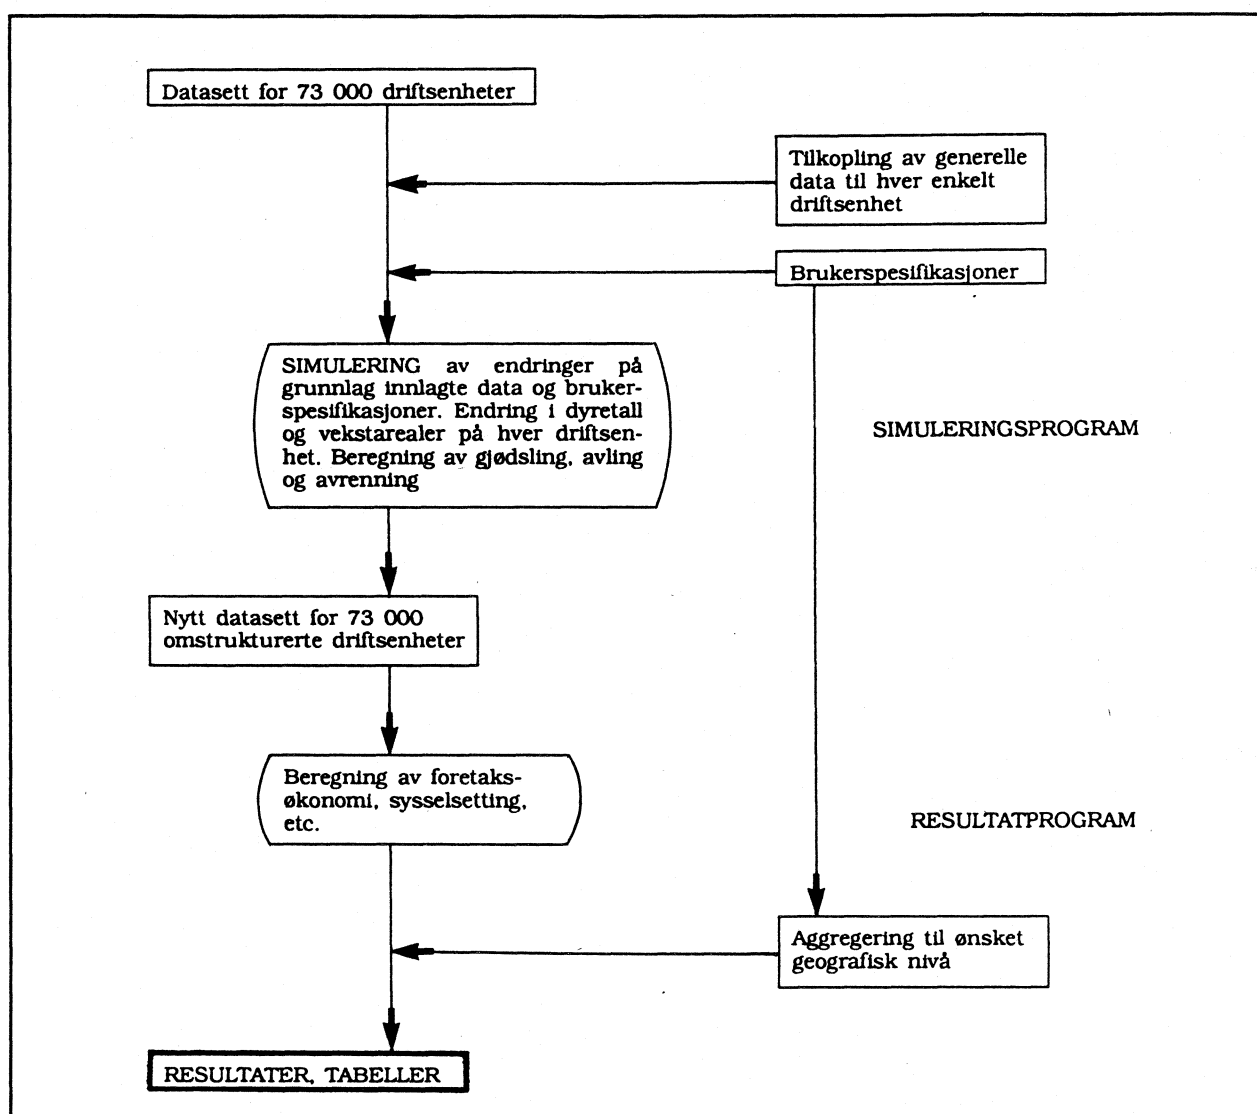 Datasett for 73 000 driftsenheter
Tilkopling av generelle
data til hver enkelt
driftsenhet
Brukerspesifikasjoner
SIMULERING av endringer på
grunnlag innlagte data og bruker-
spesifikasjoner. Endring i dyretall
og vekstarealer på hver driftsen-
het. Beregning av gjødsling, avling
og avrenning
SIMULERINGSPROGRAM
Nytt datasett for 73 000
omstrukturerte driftsenheter
Beregning av foretaks-
økonomi, sysselsetting,
etc.
RESULTATPROGRAM
Aggregering til ønsket
geografisk nivå
RESULTATER, TABELLER